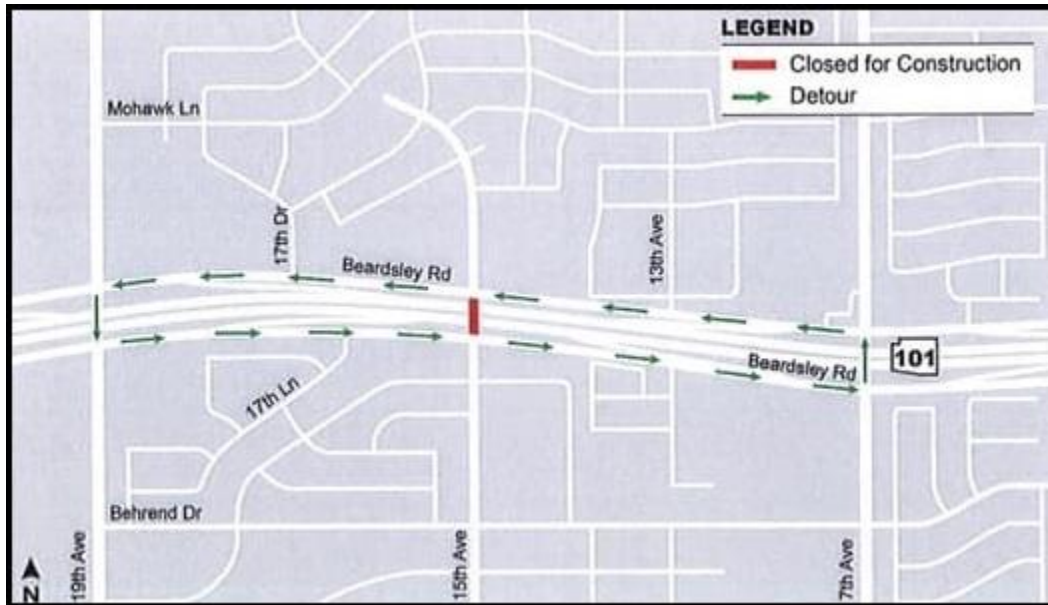 LEGEND
Closed for Construction
Detour
Mohawk Ln
17th Dr
Beardsley Rd
13th Ave
101
Beardsley Rd
17th Ln
Behrend Dr
19th Ave
15th Ave
7th Ave
N